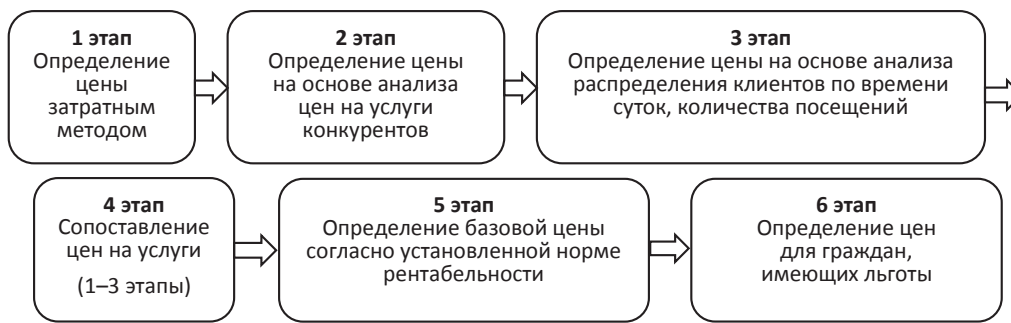 1 этап
Определение
цены
затратным
методом
2 этап
Определение цены
на основе анализа
цен на услуги
конкурентов
3 этап
Определение цены на основе анализа
распределения клиентов по времени
суток, количества посещений
4 этап
Сопоставление
цен на услуги
(1–3 этапы)
5 этап
Определение базовой цены
согласно установленной норме
рентабельности
6 этап
Определение цен
для граждан,
имеющих льготы